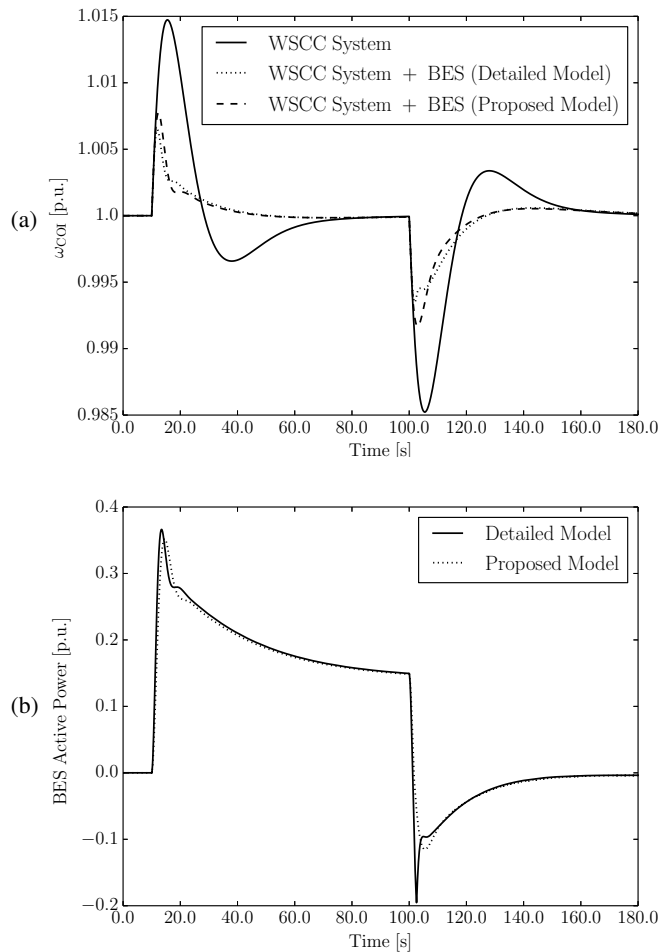 1.015
1.01
1.005
1.0
0.995
0.99
0.985
ωCOI [p.u.]
(a)
WSCC System
WSCC System + BES (Detailed Model)
WSCC System + BES (Proposed Model)
0.0 20.0 40.0 60.0 80.0 100.0 120.0 140.0 160.0 180.0
Time [s]
0.4
0.3
0.2
0.1
0.0
−0.1
−0.2
BES Active Power [p.u.]
(b)
Detailed Model
Proposed Model
0.0 20.0 40.0 60.0 80.0 100.0 120.0 140.0 160.0 180.0
Time [s]